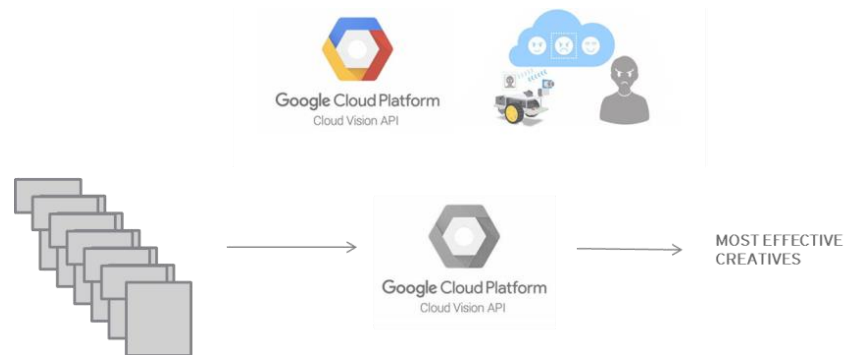 Google Cloud Platform
Cloud Vision API
Google Cloud Platform
Cloud Vision API
MOST EFFECTIVE
CREATIVES